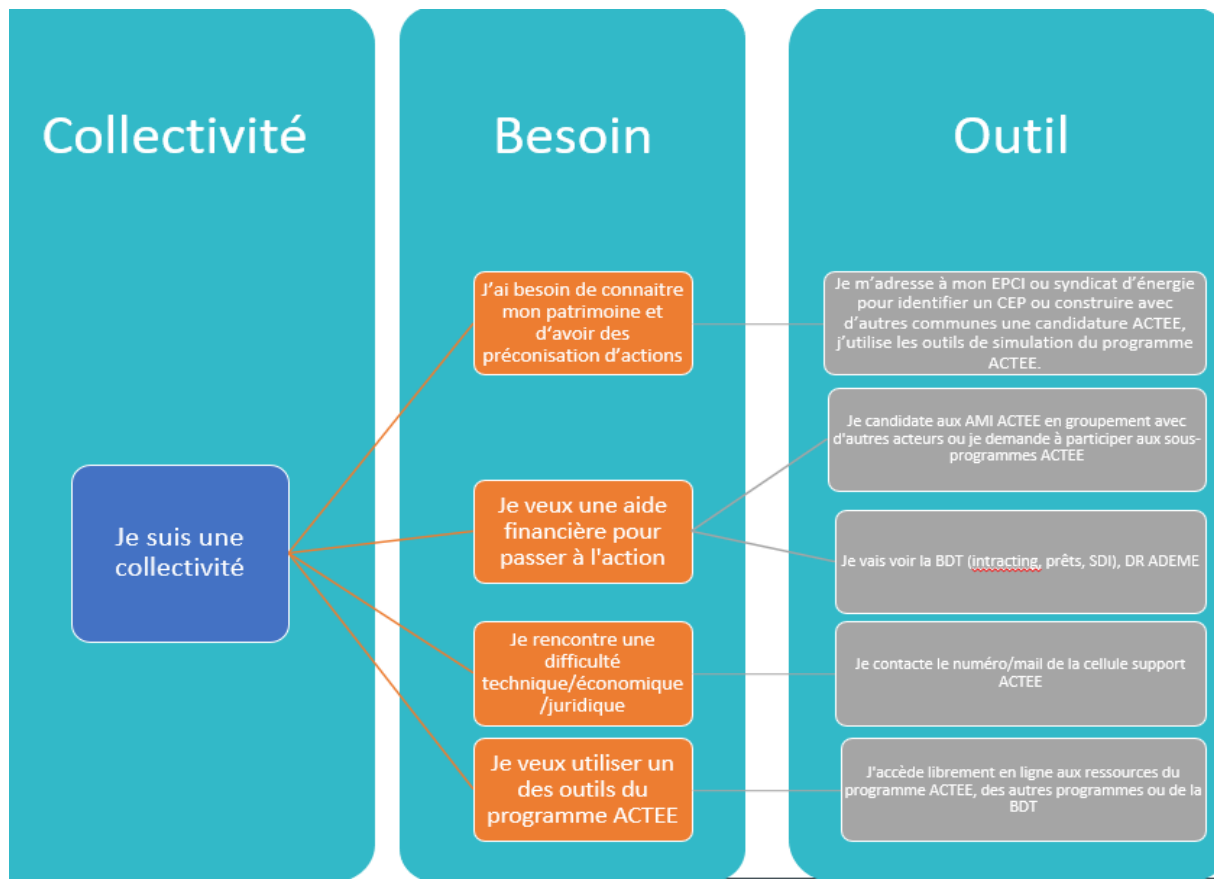 Collectivité
Besoin
Outil
Je suis une
collectivité
J'ai besoin de connaitre
mon patrimoine et
d'avoir des
préconisation d'actions
Je m'adresse à mon EPCI ou syndicat d'énergie
pour identifier un CEP ou construire avec
d'autres communes une candidature ACTEE,
j'utilise les outils de simulation du programme
ACTEE.
Je veux une aide
financière pour
passer à l'action
Je candidate aux AMI ACTEE en groupement avec
d'autres acteurs ou je demande à participer aux sous-
programmes ACTEE
Je vais voir la BDT (intracting, prêts, SDI), DR ADEME
Je rencontre une
difficulté
technique/économique
/juridique
Je contacte le numéro/mail de la cellule support
ACTEE
Je veux utiliser un
des outils du
programme ACTEE
J'accède librement en ligne aux ressources du
programme ACTEE, des autres programmes ou de la
BDT